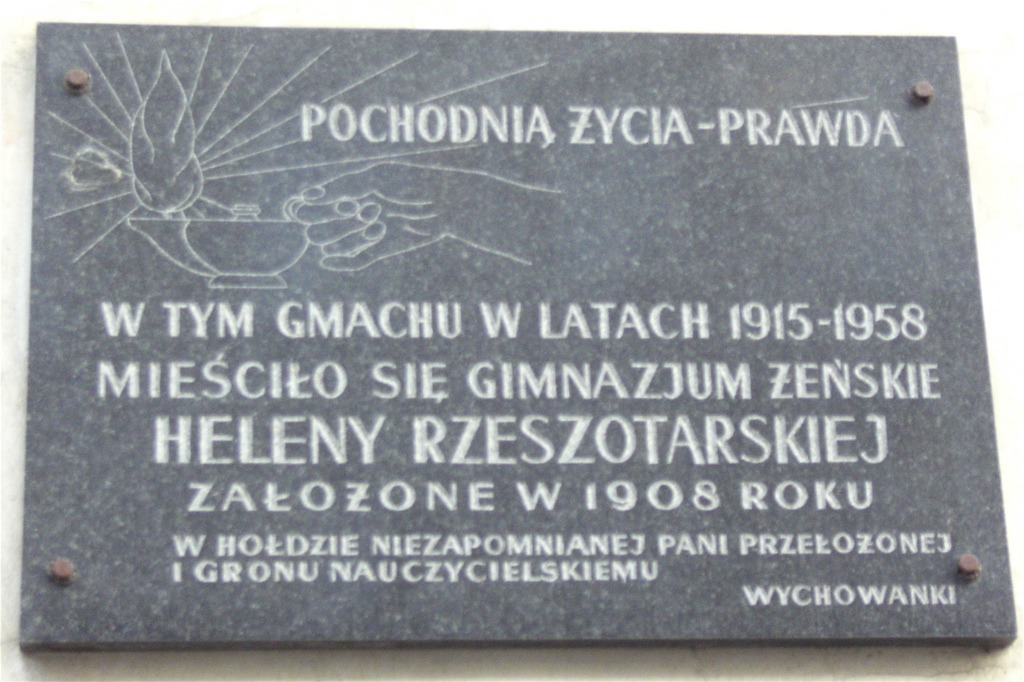 POCHODNIĄ ŻYCIA-PRAWDA
W TYM GMACHU W LATACH 1915-1958
MIEŚCIŁO SIĘ GIMNAZJUM ŻEŃSKIE
HELENY RZESZOTARSKIEJ
ZAŁOŻONE W 1908 ROKU
W HOŁDZIE NIEZAPOMNIANEJ PANI PRZEŁOŻONEJ
I GRONU NAUCZYCIELSKIEMU
WYCHOWANKI